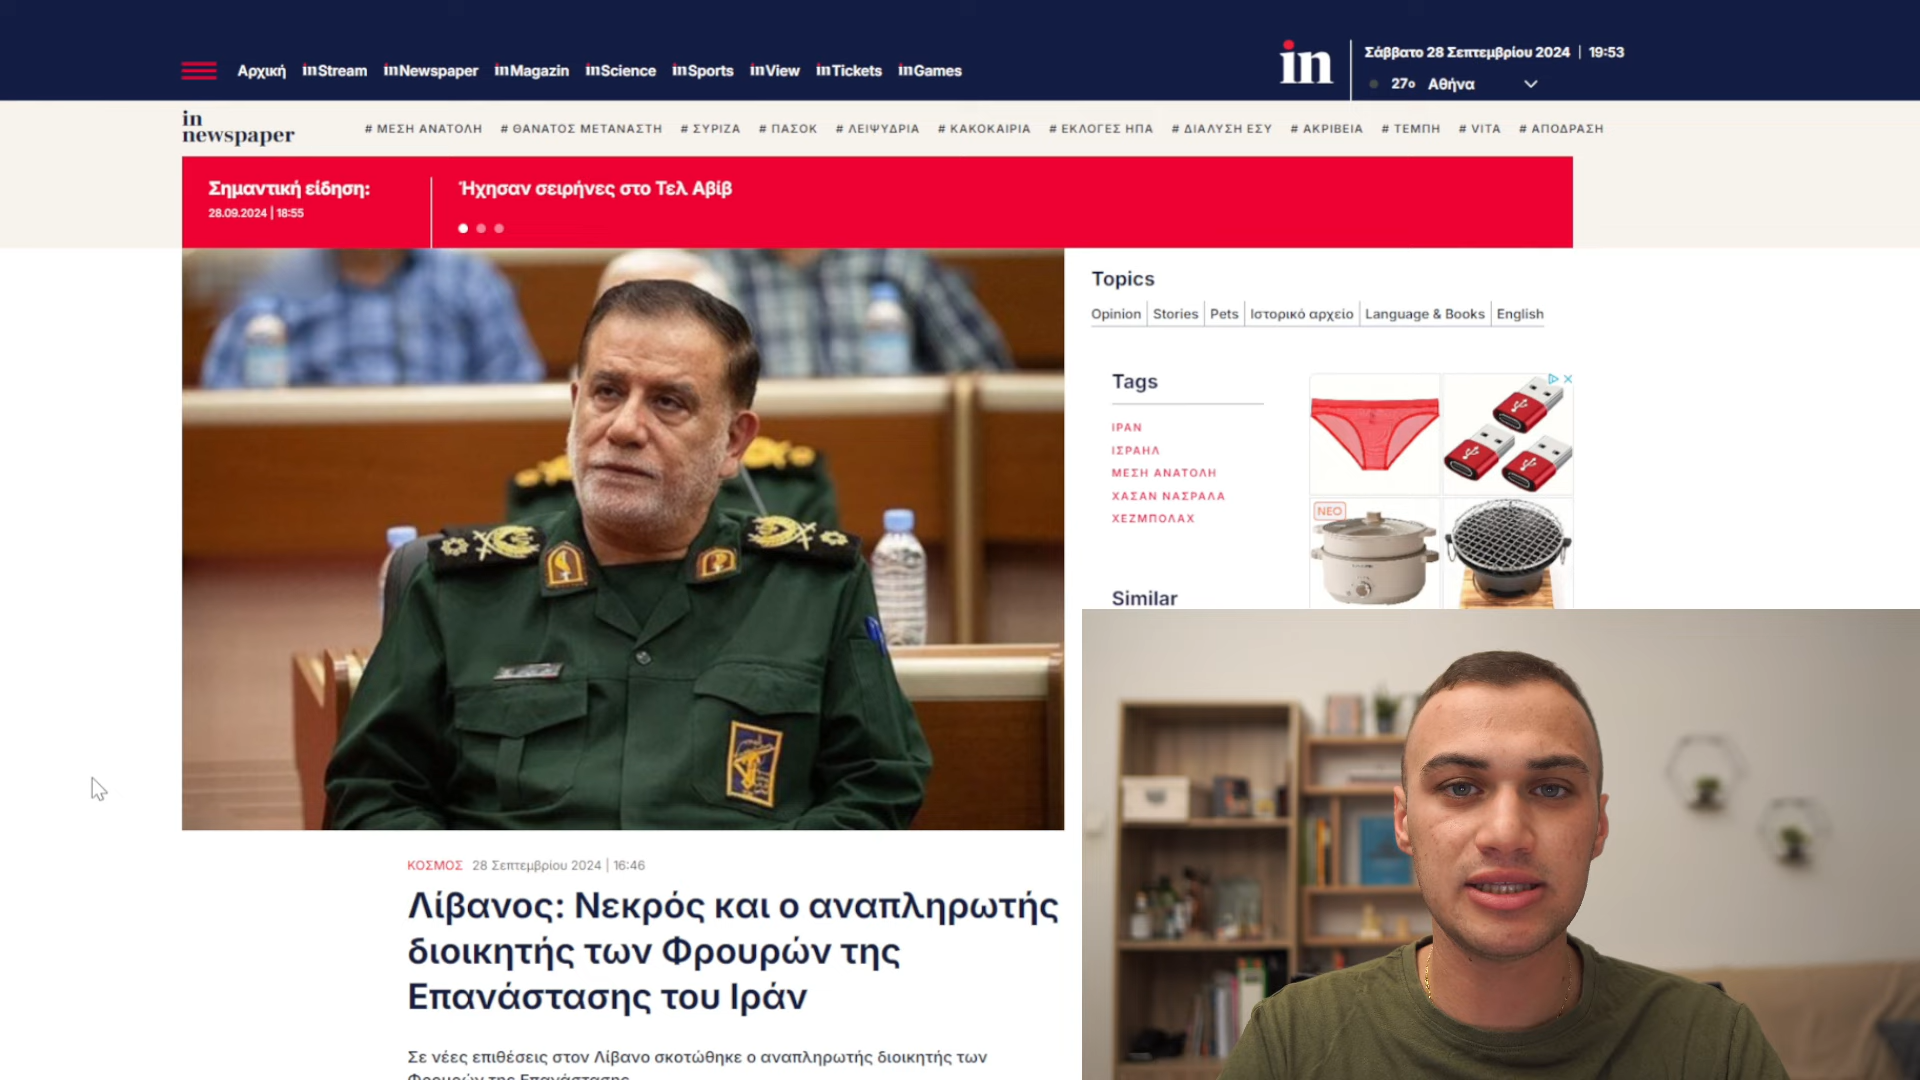 Αρχική inStream inNewspaper inMagazin inScience inSports inView inTickets inGames
in
Σάββατο 28 Σεπτεμβρίου 2024 | 19:53
27ο Αθήνα
in
newspaper
# ΜΕΣΗ ΑΝΑΤΟΛΗ # ΘΑΝΑΤΟΣ ΜΕΤΑΝΑΣΤΗ # ΣΥΡΙΖΑ # ΠΑΣΟΚ # ΛΕΙΨΥΔΡΙΑ # ΚΑΚΟΚΑΙΡΙΑ # ΕΚΛΟΓΕΣ ΗΠΑ # ΔΙΑΛΥΣΗ ΕΣΥ # ΑΚΡΙΒΕΙΑ # ΤΕΜΠΗ # VITA # ΑΠΟΔΡΑΣΗ
Σημαντική είδηση:
28.09.2024 | 18:55
Ήχησαν σειρήνες στο Τελ Αβίβ
Topics
Opinion Stories Pets Ιστορικό αρχείο Language & Books English
Tags
ΙΡΑΝ
ΙΣΡΑΗΛ
ΜΕΣΗ ΑΝΑΤΟΛΗ
ΧΑΣΑΝ ΝΑΣΡΑΛΑ
ΧΕΖΜΠΟΛΑΧ
ΝΕΟ
Similar
ΚΟΣΜΟΣ 28 Σεπτεμβρίου 2024 | 16:46
Λίβανος: Νεκρός και ο αναπληρωτής
διοικητής των Φρουρών της
Επανάστασης του Ιράν
Σε νέες επιθέσεις στον Λίβανο σκοτώθηκε ο αναπληρωτής διοικητής των
Φρουρών της Επανάστασης